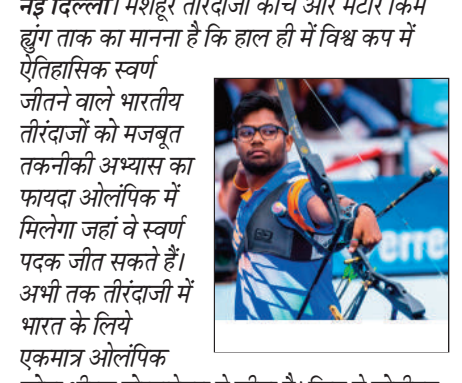 नई दिल्ली। मशहूर तीरंदाजी कोच और मेंटोर किम
ह्युंग ताक का मानना है कि हाल ही में विश्व कप में
ऐतिहासिक स्वर्ण
जीतने वाले भारतीय
तीरंदाजों को मजबूत
तकनीकी अभ्यास का
फायदा ओलंपिक में
मिलेगा जहां वे स्वर्ण
पदक जीत सकते हैं।
अभी तक तीरंदाजी में
भारत के लिये
एकमात्र ओलंपिक
erre